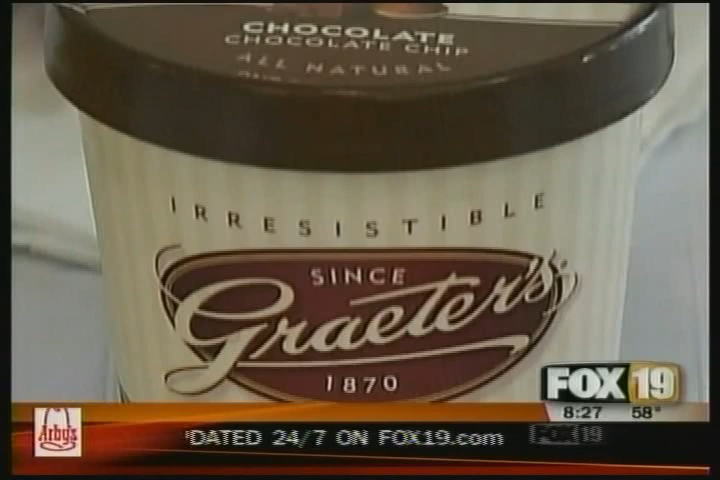 CHOCOLATE
CHOCOLATE CHIP
ALL NATURAL
IRRESISTIBLE
SINCE
Graeter's
1870
FOX 19
8:27 58°
Arby's
'DATED 24/7 ON FOX19.com
FOX 19